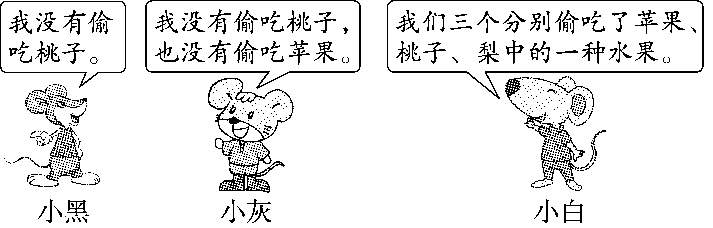 我没有偷
吃桃子。
我没有偷吃桃子，
也没有偷吃苹果。
我们三个分别偷吃了苹果、
桃子、梨中的一种水果。
小黑
小灰
小白